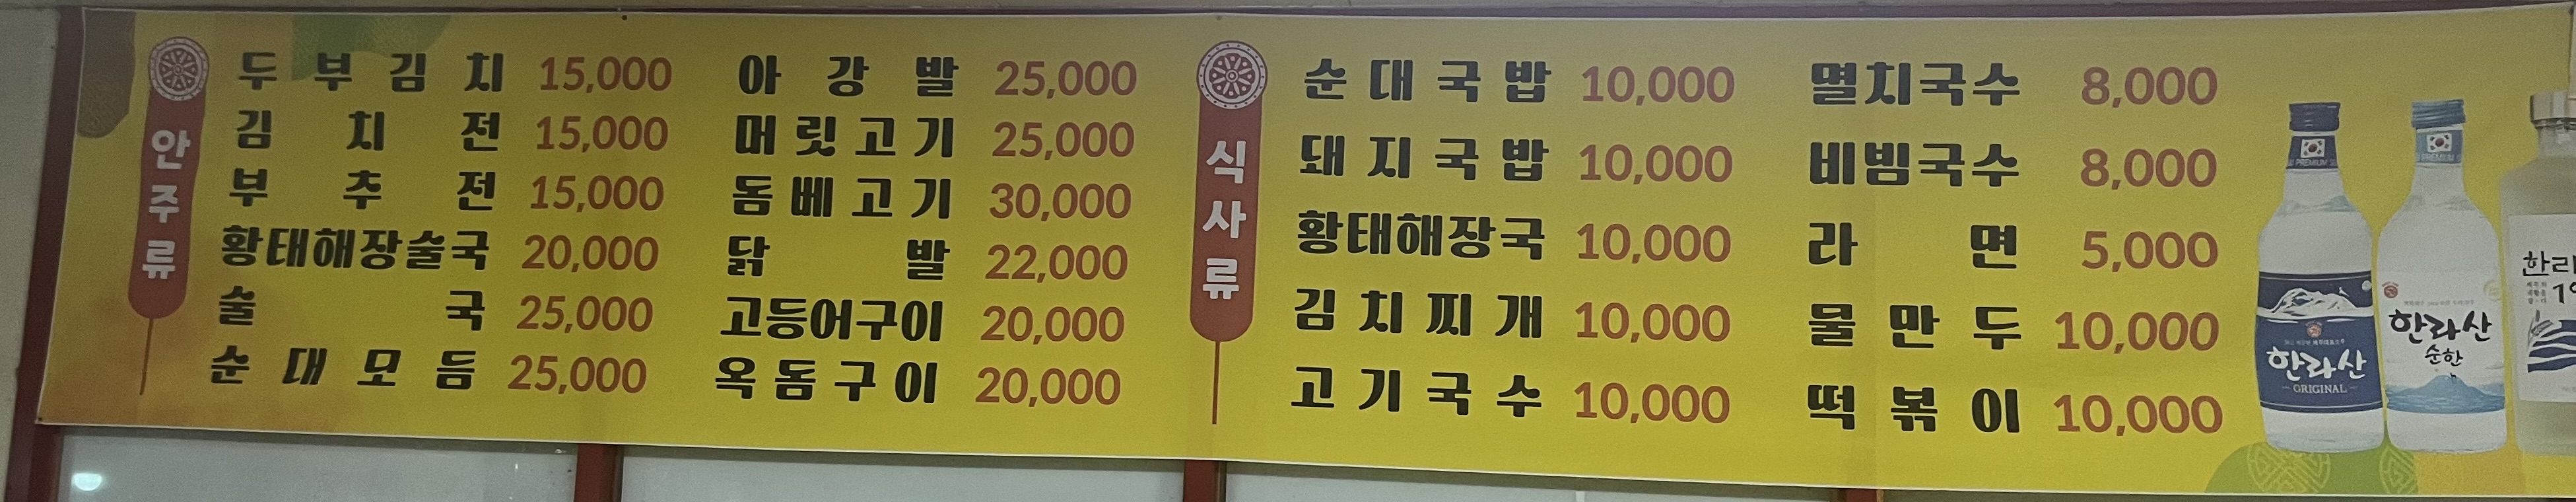 안주류
두부김치 15,000
김치전 15,000
부추전 15,000
황태해장술국 20,000
술국 25,000
순대모듬 25,000
아강발 25,000
머릿고기 25,000
돔베고기 30,000
닭발 22,000
고등어구이 20,000
옥돔구이 20,000
식사류
순대국밥 10,000
돼지국밥 10,000
황태해장국 10,000
김치찌개 10,000
고기국수 10,000
멸치국수 8,000
비빔국수 8,000
라면 5,000
물만두 10,000
떡볶이 10,000
PREMIUM
한라산
ORIGINAL
PREMIUM
한라산
순한